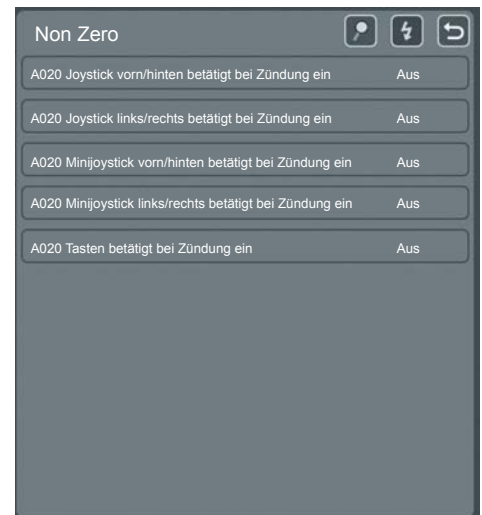 Non Zero
A020 Joystick vorn/hinten betätigt bei Zündung ein Aus
A020 Joystick links/rechts betätigt bei Zündung ein Aus
A020 Minijoystick vorn/hinten betätigt bei Zündung ein Aus
A020 Minijoystick links/rechts betätigt bei Zündung ein Aus
A020 Tasten betätigt bei Zündung ein Aus